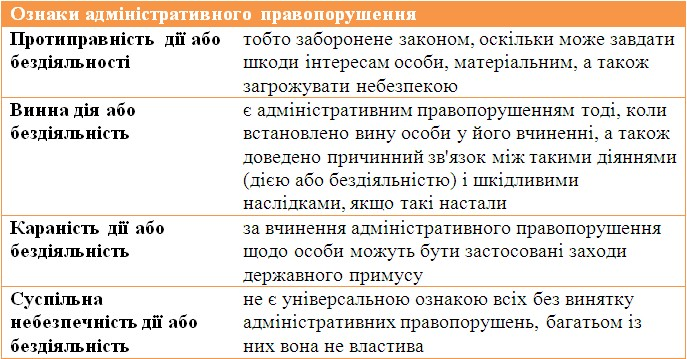 Ознаки адміністративного правопорушення
Протиправність дії або
бездіяльності
тобто заборонене законом, оскільки може завдати
шкоди інтересам особи, матеріальним, а також
загрожувати небезпекою
Винна дія або
бездіяльність
є адміністративним правопорушенням тоді, коли
встановлено вину особи у його вчиненні, а також
доведено причинний зв'язок між такими діяннями
(дією або бездіяльністю) і шкідливими
наслідками, якщо такі настали
Караність дії або
бездіяльність
за вчинення адміністративного правопорушення
щодо особи можуть бути застосовані заходи
державного примусу
Суспільна
небезпечність дії або
бездіяльність
не є універсальною ознакою всіх без винятку
адміністративних правопорушень, багатьом із
них вона не властива